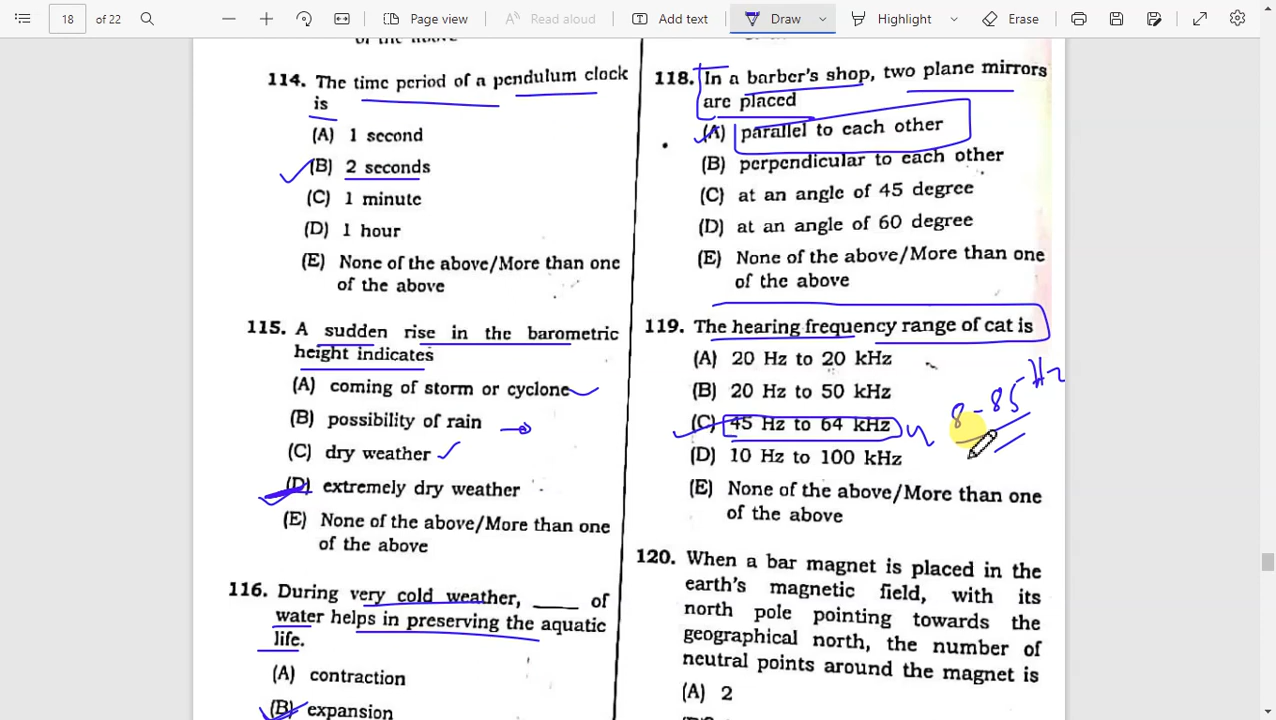 18
of 22
Page view
Read aloud
Add text
Draw
Highlight
Erase
of the above
114. The time period of a pendulum clock
is
(A) 1 second
(B) 2 seconds
(C) 1 minute
(D) 1 hour
(E) None of the above/More than one
of the above
115. A sudden rise in the barometric
height indicates
(A) coming of storm or cyclone
(B) possibility of rain
(C) dry weather
(D) extremely dry weather
(E) None of the above/More than one
of the above
116. During very cold weather, ____ of
water helps in preserving the aquatic
life.
(A) contraction
(B) expansion
118. In a barber's shop, two plane mirrors
are placed
(A) parallel to each other
(B) perpendicular to each other
(C) at an angle of 45 degree
(D) at an angle of 60 degree
(E) None of the above/More than one
of the above
119. The hearing frequency range of cat is
(A) 20 Hz to 20 kHz
(B) 20 Hz to 50 kHz
(C) 45 Hz to 64 kHz
(D) 10 Hz to 100 kHz
(E) None of the above/More than one
of the above
8-85 Hz
120. When a bar magnet is placed in the
earth's magnetic field, with its
north pole pointing towards the
geographical north, the number of
neutral points around the magnet is
(A) 2